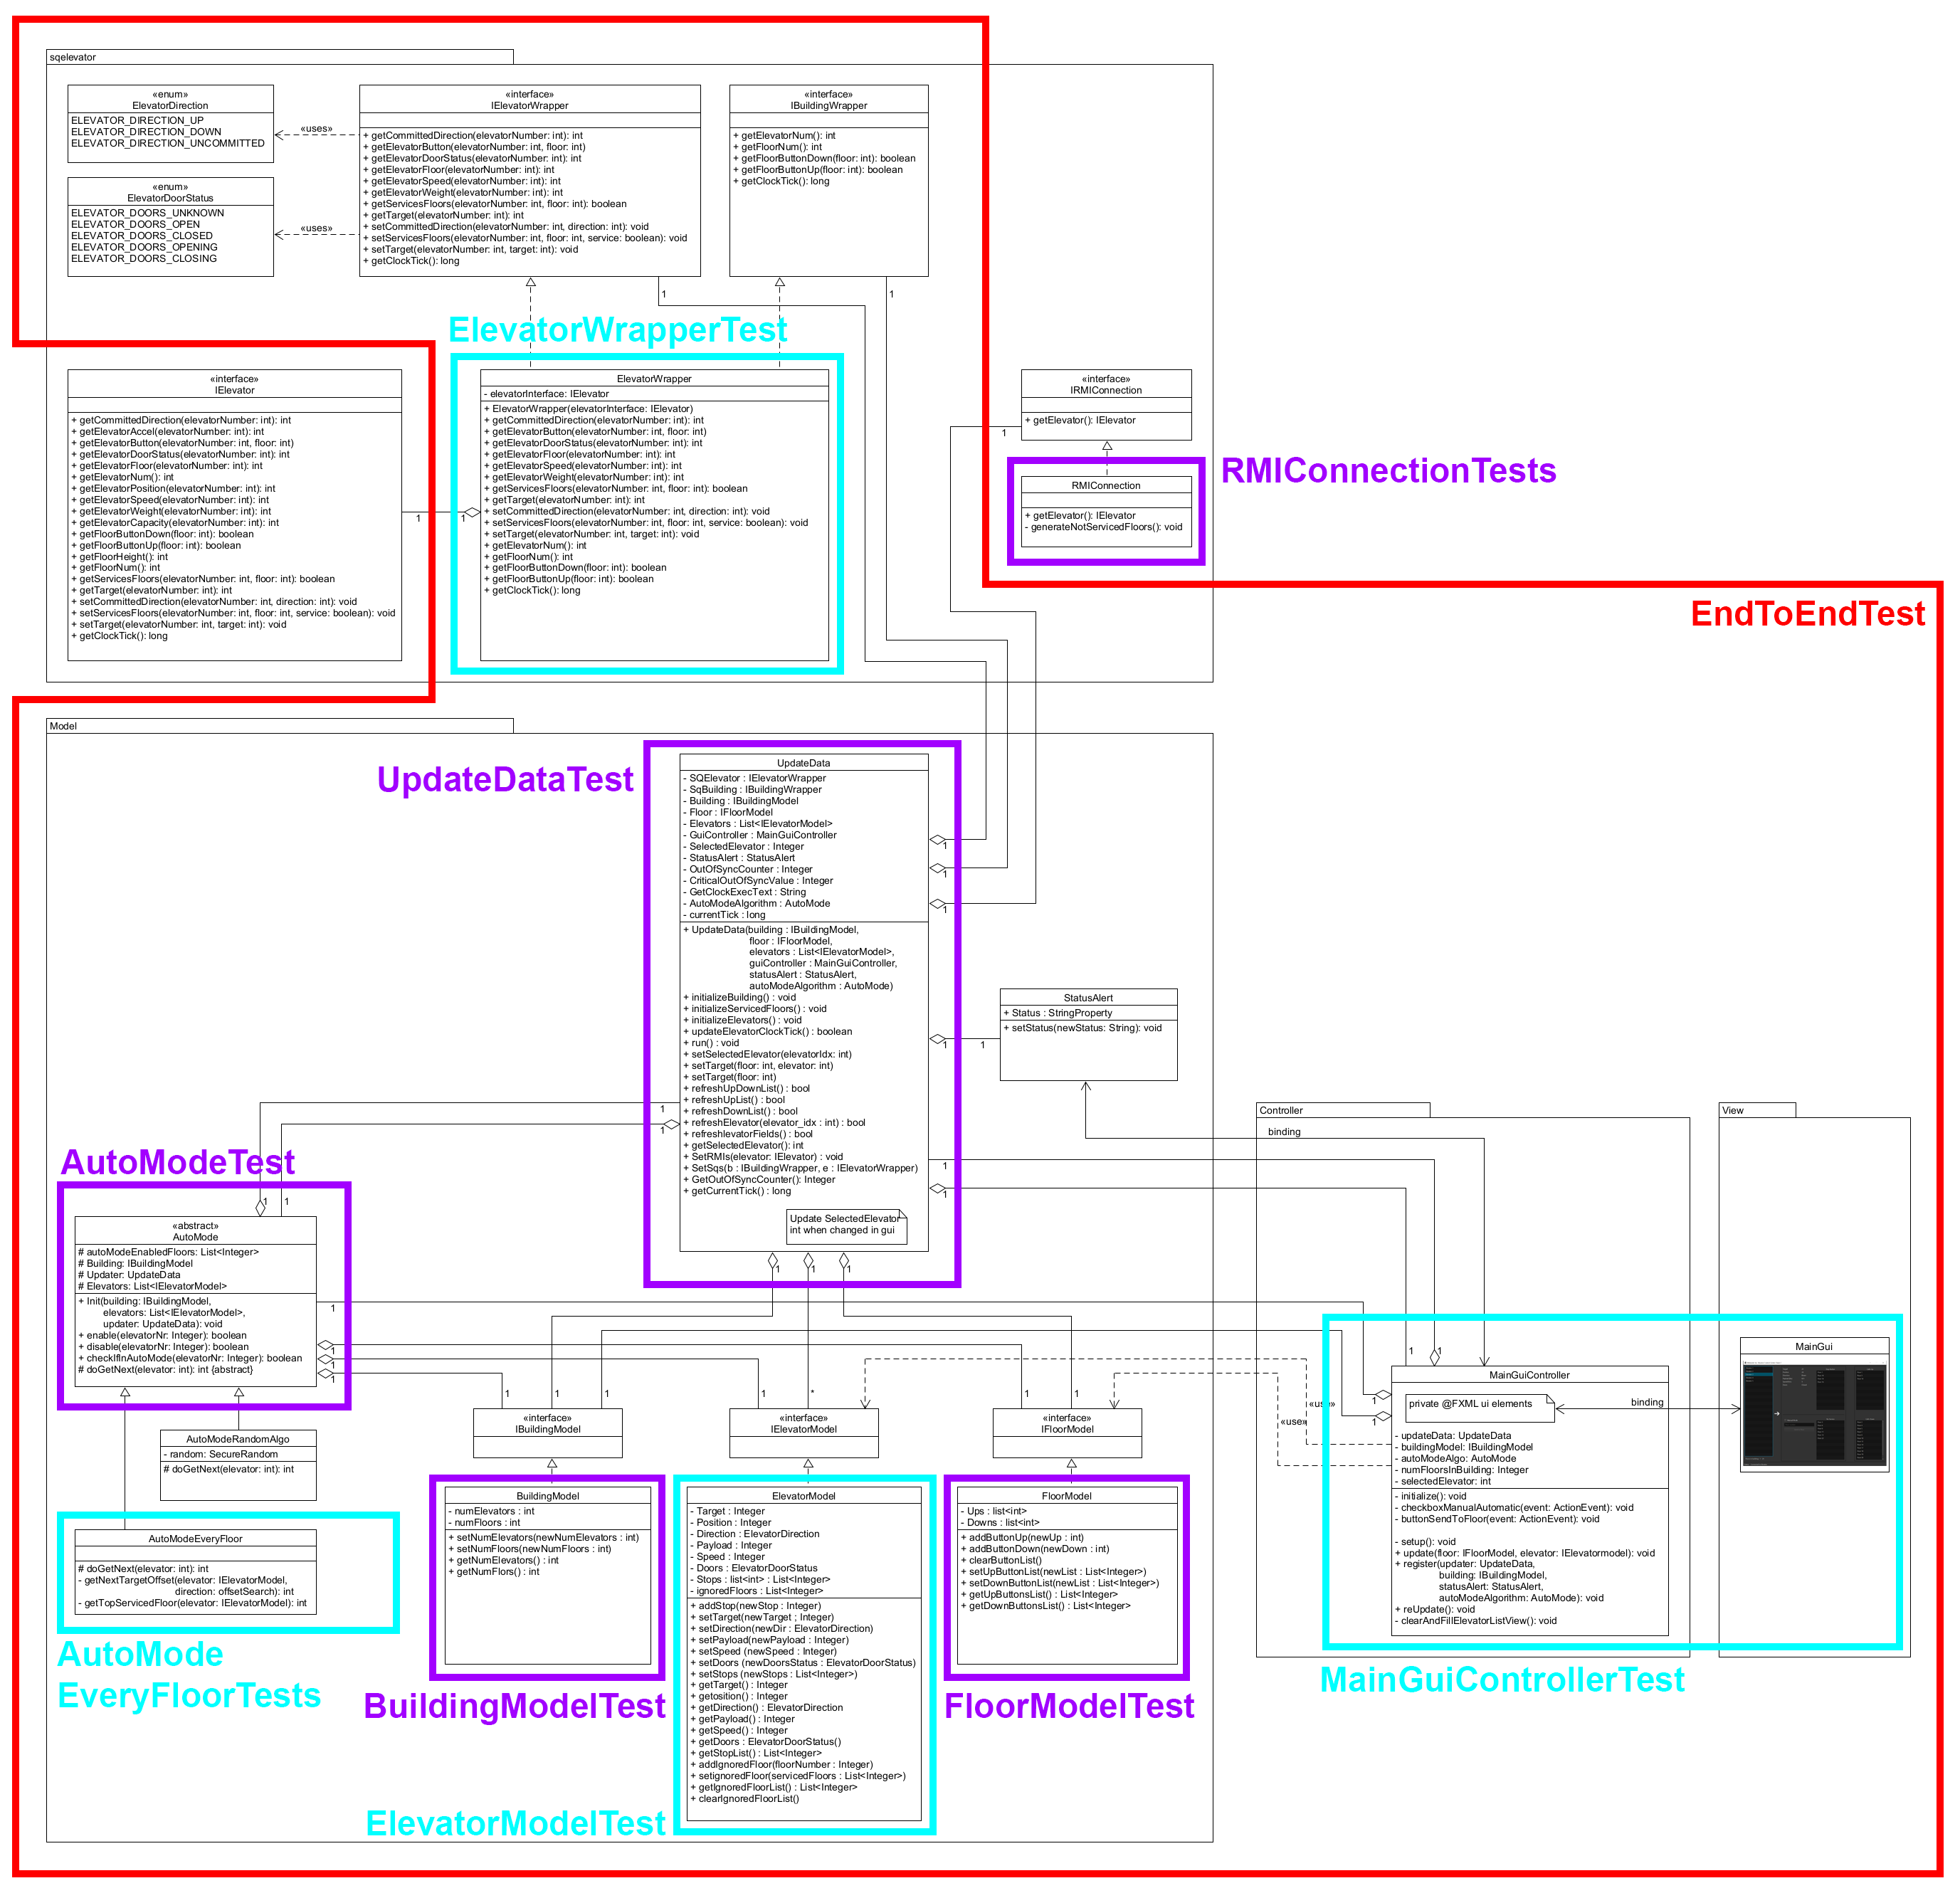 sqelevator
«enum»
ElevatorDirection
ELEVATOR_DIRECTION_UP
ELEVATOR_DIRECTION_DOWN
ELEVATOR_DIRECTION_UNCOMMITTED
«uses»
«enum»
ElevatorDoorStatus
ELEVATOR_DOORS_UNKNOWN
ELEVATOR_DOORS_OPEN
ELEVATOR_DOORS_CLOSED
ELEVATOR_DOORS_OPENING
ELEVATOR_DOORS_CLOSING
«uses»
«interface»
IElevatorWrapper
+ getCommittedDirection(elevatorNumber: int): int
+ getElevatorButton(elevatorNumber: int, floor: int)
+ getElevatorDoorStatus(elevatorNumber: int): int
+ getElevatorFloor(elevatorNumber: int): int
+ getElevatorSpeed(elevatorNumber: int): int
+ getElevatorWeight(elevatorNumber: int): int
+ getServicesFloors(elevatorNumber: int, floor: int): boolean
+ getTarget(elevatorNumber: int): int
+ setCommittedDirection(elevatorNumber: int, direction: int): void
+ setServicesFloors(elevatorNumber: int, floor: int, service: boolean): void
+ setTarget(elevatorNumber: int, target: int): void
+ getClockTick(): long
1
«interface»
IBuildingWrapper
+ getElevatorNum(): int
+ getFloorNum(): int
+ getFloorButtonDown(floor: int): boolean
+ getFloorButtonUp(floor: int): boolean
+ getClockTick(): long
1
ElevatorWrapperTest
«interface»
IElevator
+ getCommittedDirection(elevatorNumber: int): int
+ getElevatorAccel(elevatorNumber: int): int
+ getElevatorButton(elevatorNumber: int, floor: int)
+ getElevatorDoorStatus(elevatorNumber: int): int
+ getElevatorFloor(elevatorNumber: int): int
+ getElevatorNum(): int
+ getElevatorPosition(elevatorNumber: int): int
+ getElevatorSpeed(elevatorNumber: int): int
+ getElevatorWeight(elevatorNumber: int): int
+ getElevatorCapacity(elevatorNumber: int): int
+ getFloorButtonDown(floor: int): boolean
+ getFloorButtonUp(floor: int): boolean
+ getFloorHeight(): int
+ getFloorNum(): int
+ getServicesFloors(elevatorNumber: int, floor: int): boolean
+ getTarget(elevatorNumber: int): int
+ setCommittedDirection(elevatorNumber: int, direction: int): void
+ setServicesFloors(elevatorNumber: int, floor: int, service: boolean): void
+ setTarget(elevatorNumber: int, target: int): void
+ getClockTick(): long
1
1
ElevatorWrapper
- elevatorInterface: IElevator
+ ElevatorWrapper(elevatorInterface: IElevator)
+ getCommittedDirection(elevatorNumber: int): int
+ getElevatorButton(elevatorNumber: int, floor: int)
+ getElevatorDoorStatus(elevatorNumber: int): int
+ getElevatorFloor(elevatorNumber: int): int
+ getElevatorSpeed(elevatorNumber: int): int
+ getElevatorWeight(elevatorNumber: int): int
+ getServicesFloors(elevatorNumber: int, floor: int): boolean
+ getTarget(elevatorNumber: int): int
+ setCommittedDirection(elevatorNumber: int, direction: int): void
+ setServicesFloors(elevatorNumber: int, floor: int, service: boolean): void
+ setTarget(elevatorNumber: int, target: int): void
+ getElevatorNum(): int
+ getFloorNum(): int
+ getFloorButtonDown(floor: int): boolean
+ getFloorButtonUp(floor: int): boolean
+ getClockTick(): long
«interface»
IRMIConnection
+ getElevator(): IElevator
1
RMIConnectionTests
RMIConnection
+ getElevator(): IElevator
- generateNotServicedFloors(): void
EndToEndTest
Model
UpdateDataTest
UpdateData
- SQElevator : IElevatorWrapper
- SqBuilding : IBuildingWrapper
- Building : IBuildingModel
- Floor : IFloorModel
- Elevators : List<IElevatorModel>
- GuiController : MainGuiController
- SelectedElevator : Integer
- StatusAlert : StatusAlert
- OutOfSyncCounter : Integer
- CriticalOutOfSyncValue : Integer
- GetClockExecText : String
- AutoModeAlgorithm : AutoMode
- currentTick : long
+ UpdateData(building : IBuildingModel,
floor : IFloorModel,
elevators : List<IElevatorModel>,
guiController : MainGuiController,
statusAlert : StatusAlert,
autoModeAlgorithm : AutoMode)
+ initializeBuilding() : void
+ initializeServicedFloors() : void
+ initializeElevators() : void
+ updateElevatorClockTick() : boolean
+ run() : void
+ setSelectedElevator(elevatorIdx: int)
+ setTarget(floor: int, elevator: int)
+ setTarget(floor: int)
+ refreshUpDownList() : bool
+ refreshUpList() : bool
+ refreshDownList() : bool
+ refreshElevator(elevator_idx : int) : bool
+ refreshlevatorFields() : bool
+ getSelectedElevator(): int
+ SetRMIs(elevator: IElevator) : void
+ SetSqs(b : IBuildingWrapper, e : IElevatorWrapper)
+ GetOutOfSyncCounter(): Integer
+ getCurrentTick() : long
Update SelectedElevator
int when changed in gui
1
1
1
1
1
StatusAlert
+ Status : StringProperty
+ setStatus(newStatus: String): void
1
1
1
1
1
1
1
Controller
binding
View
AutoModeTest
1
1
«abstract»
AutoMode
# autoModeEnabledFloors: List<Integer>
# Building: IBuildingModel
# Updater: UpdateData
# Elevators: List<IElevatorModel>
+ Init(building: IBuildingModel,
elevators: List<IElevatorModel>,
updater: UpdateData): void
+ enable(elevatorNr: Integer): boolean
+ disable(elevatorNr: Integer): boolean
+ checkIfInAutoMode(elevatorNr: Integer): boolean
# doGetNext(elevator: int): int {abstract}
1
1
1
1
AutoModeRandomAlgo
- random: SecureRandom
# doGetNext(elevator: int): int
AutoModeEveryFloor
# doGetNext(elevator: int): int
- getNextTargetOffset(elevator: IElevatorModel,
direction: offsetSearch): int
- getTopServicedFloor(elevator: IElevatorModel): int
AutoMode
EveryFloorTests
1
1
1
1
*
1
1
«interface»
IBuildingModel
«interface»
IElevatorModel
«interface»
IFloorModel
BuildingModel
- numElevators : int
- numFloors : int
+ setNumElevators(newNumElevators : int)
+ setNumFloors(newNumFloors : int)
+ getNumElevators() : int
+ getNumFlors() : int
BuildingModelTest
ElevatorModel
- Target : Integer
- Position : Integer
- Direction : ElevatorDirection
- Payload : Integer
- Speed : Integer
- Doors : ElevatorDoorStatus
- Stops : list<int> : List<Integer>
- ignoredFloors : List<Integer>
+ addStop(newStop : Integer)
+ setTarget(newTarget ; Integer)
+ setDirection(newDir : ElevatorDirection)
+ setPayload(newPayload : Integer)
+ setSpeed (newSpeed : Integer)
+ setDoors (newDoorsStatus : ElevatorDoorStatus)
+ setStops (newStops : List<Integer>)
+ getTarget() : Integer
+ getosition() : Integer
+ getDirection() : ElevatorDirection
+ getPayload() : Integer
+ getSpeed() : Integer
+ getDoors : ElevatorDoorStatus()
+ getStopList() : List<Integer>
+ addIgnoredFloor(floorNumber : Integer)
+ setIgnoredFloor(servicedFloors : List<Integer>)
+ getIgnoredFloorList() : List<Integer>
+ clearIgnoredFloorList()
ElevatorModelTest
FloorModel
- Ups : list<int>
- Downs : list<int>
+ addButtonUp(newUp : int)
+ addButtonDown(newDown : int)
+ clearButtonList()
+ setUpButtonList(newList : List<Integer>)
+ setDownButtonList(newList : List<Integer>)
+ getUpButtonsList() : List<Integer>
+ getDownButtonsList() : List<Integer>
FloorModelTest
«use»
«use»
1
1
1
1
MainGuiController
private @FXML ui elements
binding
- updateData: UpdateData
- buildingModel: IBuildingModel
- autoModeAlgo: AutoMode
- numFloorsInBuilding: Integer
- selectedElevator: int
- initialize(): void
- checkboxManualAutomatic(event: ActionEvent): void
- buttonSendToFloor(event: ActionEvent): void
- setup(): void
+ update(floor: IFloorModel, elevator: IElevatormodel): void
+ register(updater: UpdateData,
building: IBuildingModel,
statusAlert: StatusAlert,
autoModeAlgorithm: AutoMode): void
+ reUpdate(): void
- clearAndFillElevatorListView(): void
MainGui
MainGuiControllerTest